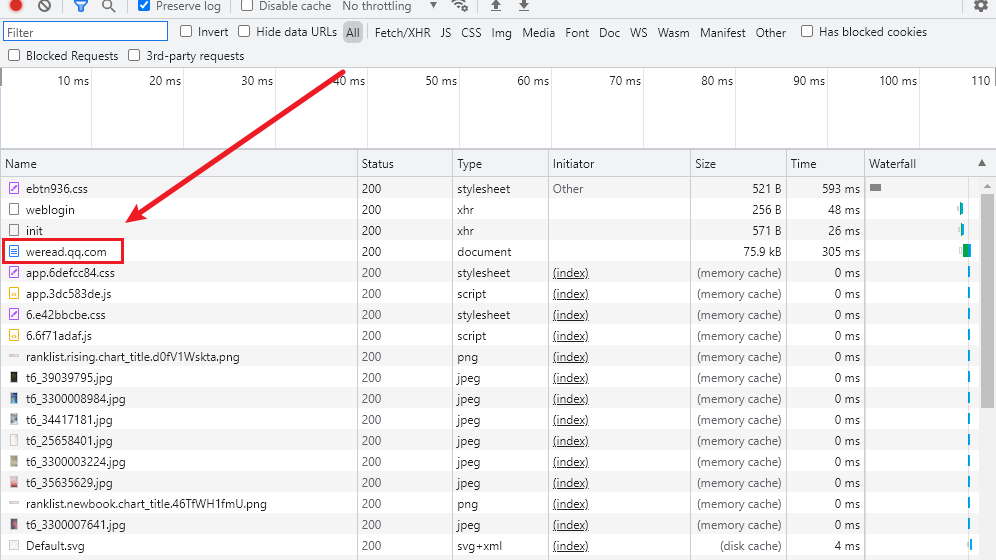 Preserve log Disable cache No throttling
Filter Invert Hide data URLs All Fetch/XHR JS CSS Img Media Font Doc WS Wasm Manifest Other Has blocked cookies
Blocked Requests 3rd-party requests
10 ms 20 ms 30 ms 40 ms 50 ms 60 ms 70 ms 80 ms 90 ms 100 ms 110
Name Status Type Initiator Size Time Waterfall
ebtn936.css 200 stylesheet Other 521 B 593 ms
weblogin 200 xhr 256 B 48 ms
init 200 xhr 571 B 26 ms
weread.qq.com 200 document 75.9 kB 305 ms
app.6defcc84.css 200 stylesheet (index) (memory cache) 0 ms
app.3dc583de.js 200 script (index) (memory cache) 0 ms
6.e42bbcbe.css 200 stylesheet (index) (memory cache) 0 ms
6.6f71adaf.js 200 script (index) (memory cache) 0 ms
ranklist.rising.chart_title.d0fV1Wskta.png 200 png (index) (memory cache) 0 ms
t6_39039795.jpg 200 jpeg (index) (memory cache) 0 ms
t6_3300008984.jpg 200 jpeg (index) (memory cache) 0 ms
t6_34417181.jpg 200 jpeg (index) (memory cache) 0 ms
t6_25658401.jpg 200 jpeg (index) (memory cache) 0 ms
t6_3300003224.jpg 200 jpeg (index) (memory cache) 0 ms
t6_35635629.jpg 200 jpeg (index) (memory cache) 0 ms
ranklist.newbook.chart_title.46TfWH1fmU.png 200 png (index) (memory cache) 0 ms
t6_3300007641.jpg 200 jpeg (index) (memory cache) 0 ms
Default.svg 200 svg+xml (index) (disk cache) 4 ms